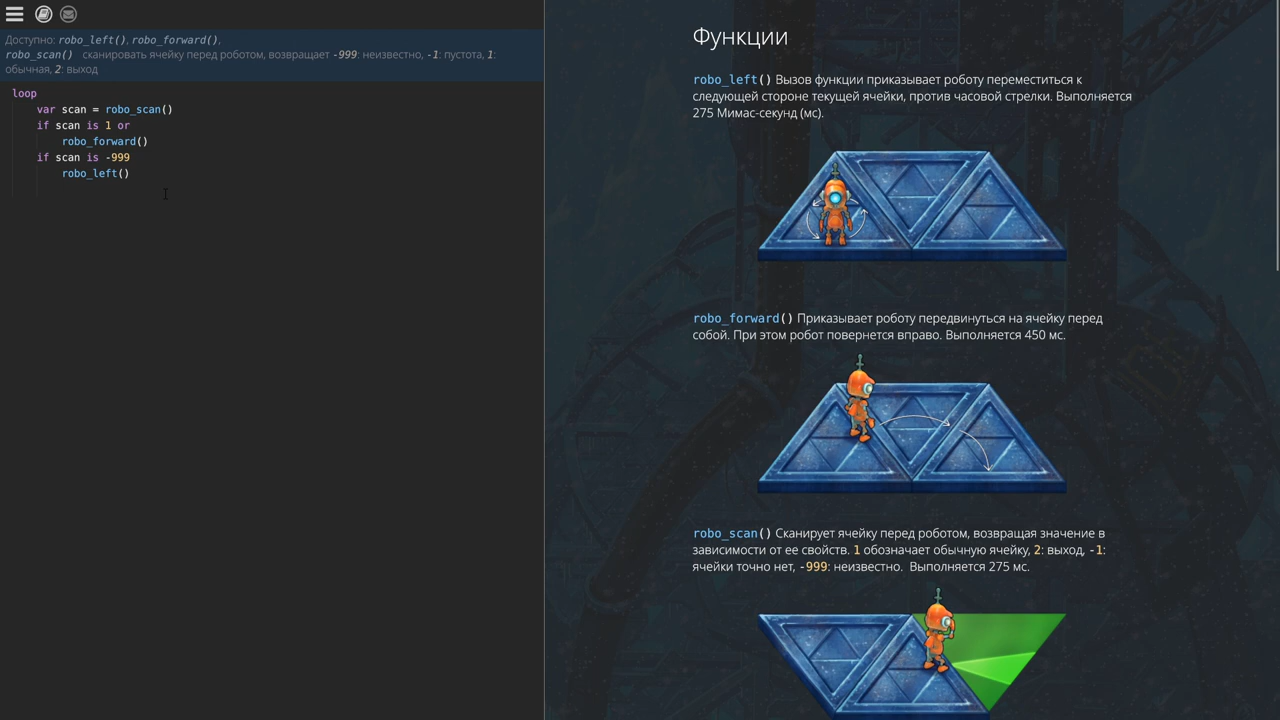 Доступно: robo_left(), robo_forward(),
robo_scan() сканировать ячейку перед роботом, возвращает -999: неизвестно, -1: пустота, 1:
обычная, 2: выход
loop
var scan = robo_scan()
if scan is 1 or
robo_forward()
if scan is -999
robo_left()
Функции
robo_left() Вызов функции приказывает роботу переместиться к
следующей стороне текущей ячейки, против часовой стрелки. Выполняется
275 Мимас-секунд (мс).
robo_forward() Приказывает роботу передвинуться на ячейку перед
собой. При этом робот повернется вправо. Выполняется 450 мс.
robo_scan() Сканирует ячейку перед роботом, возвращая значение в
зависимости от ее свойств. 1 обозначает обычную ячейку, 2: выход, -1:
ячейки точно нет, -999: неизвестно. Выполняется 275 мс.